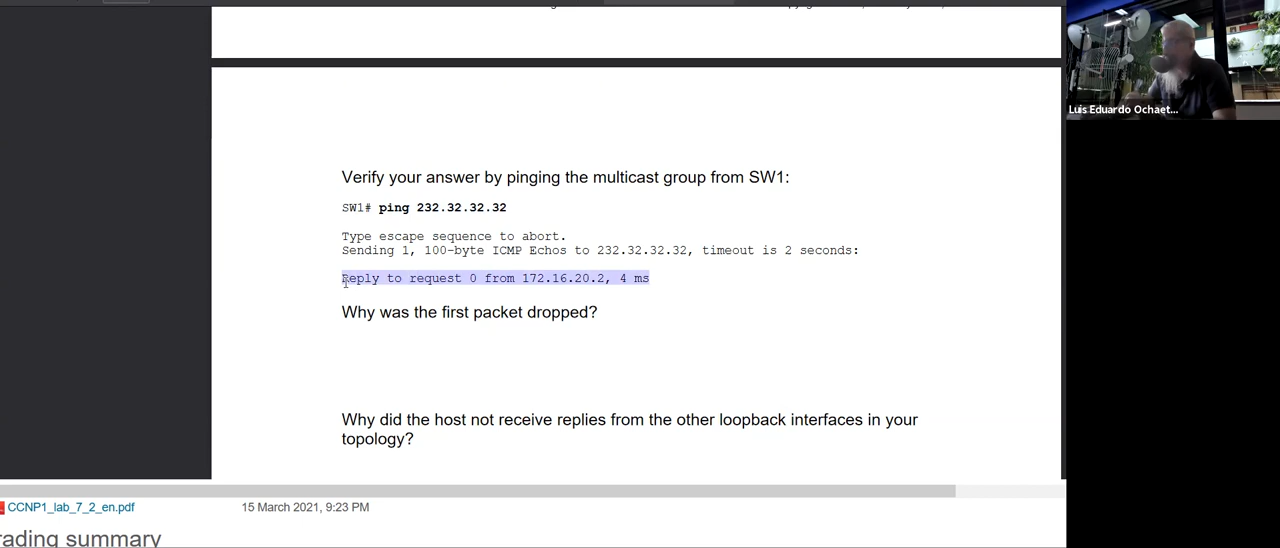 Luis Eduardo Ochaet...
Verify your answer by pinging the multicast group from SW1:
SW1# ping 232.32.32.32
Type escape sequence to abort.
Sending 1, 100-byte ICMP Echos to 232.32.32.32, timeout is 2 seconds:
Reply to request 0 from 172.16.20.2, 4 ms
Why was the first packet dropped?
Why did the host not receive replies from the other loopback interfaces in your
topology?
CCNP1_lab_7_2_en.pdf
15 March 2021, 9:23 PM
rading summary